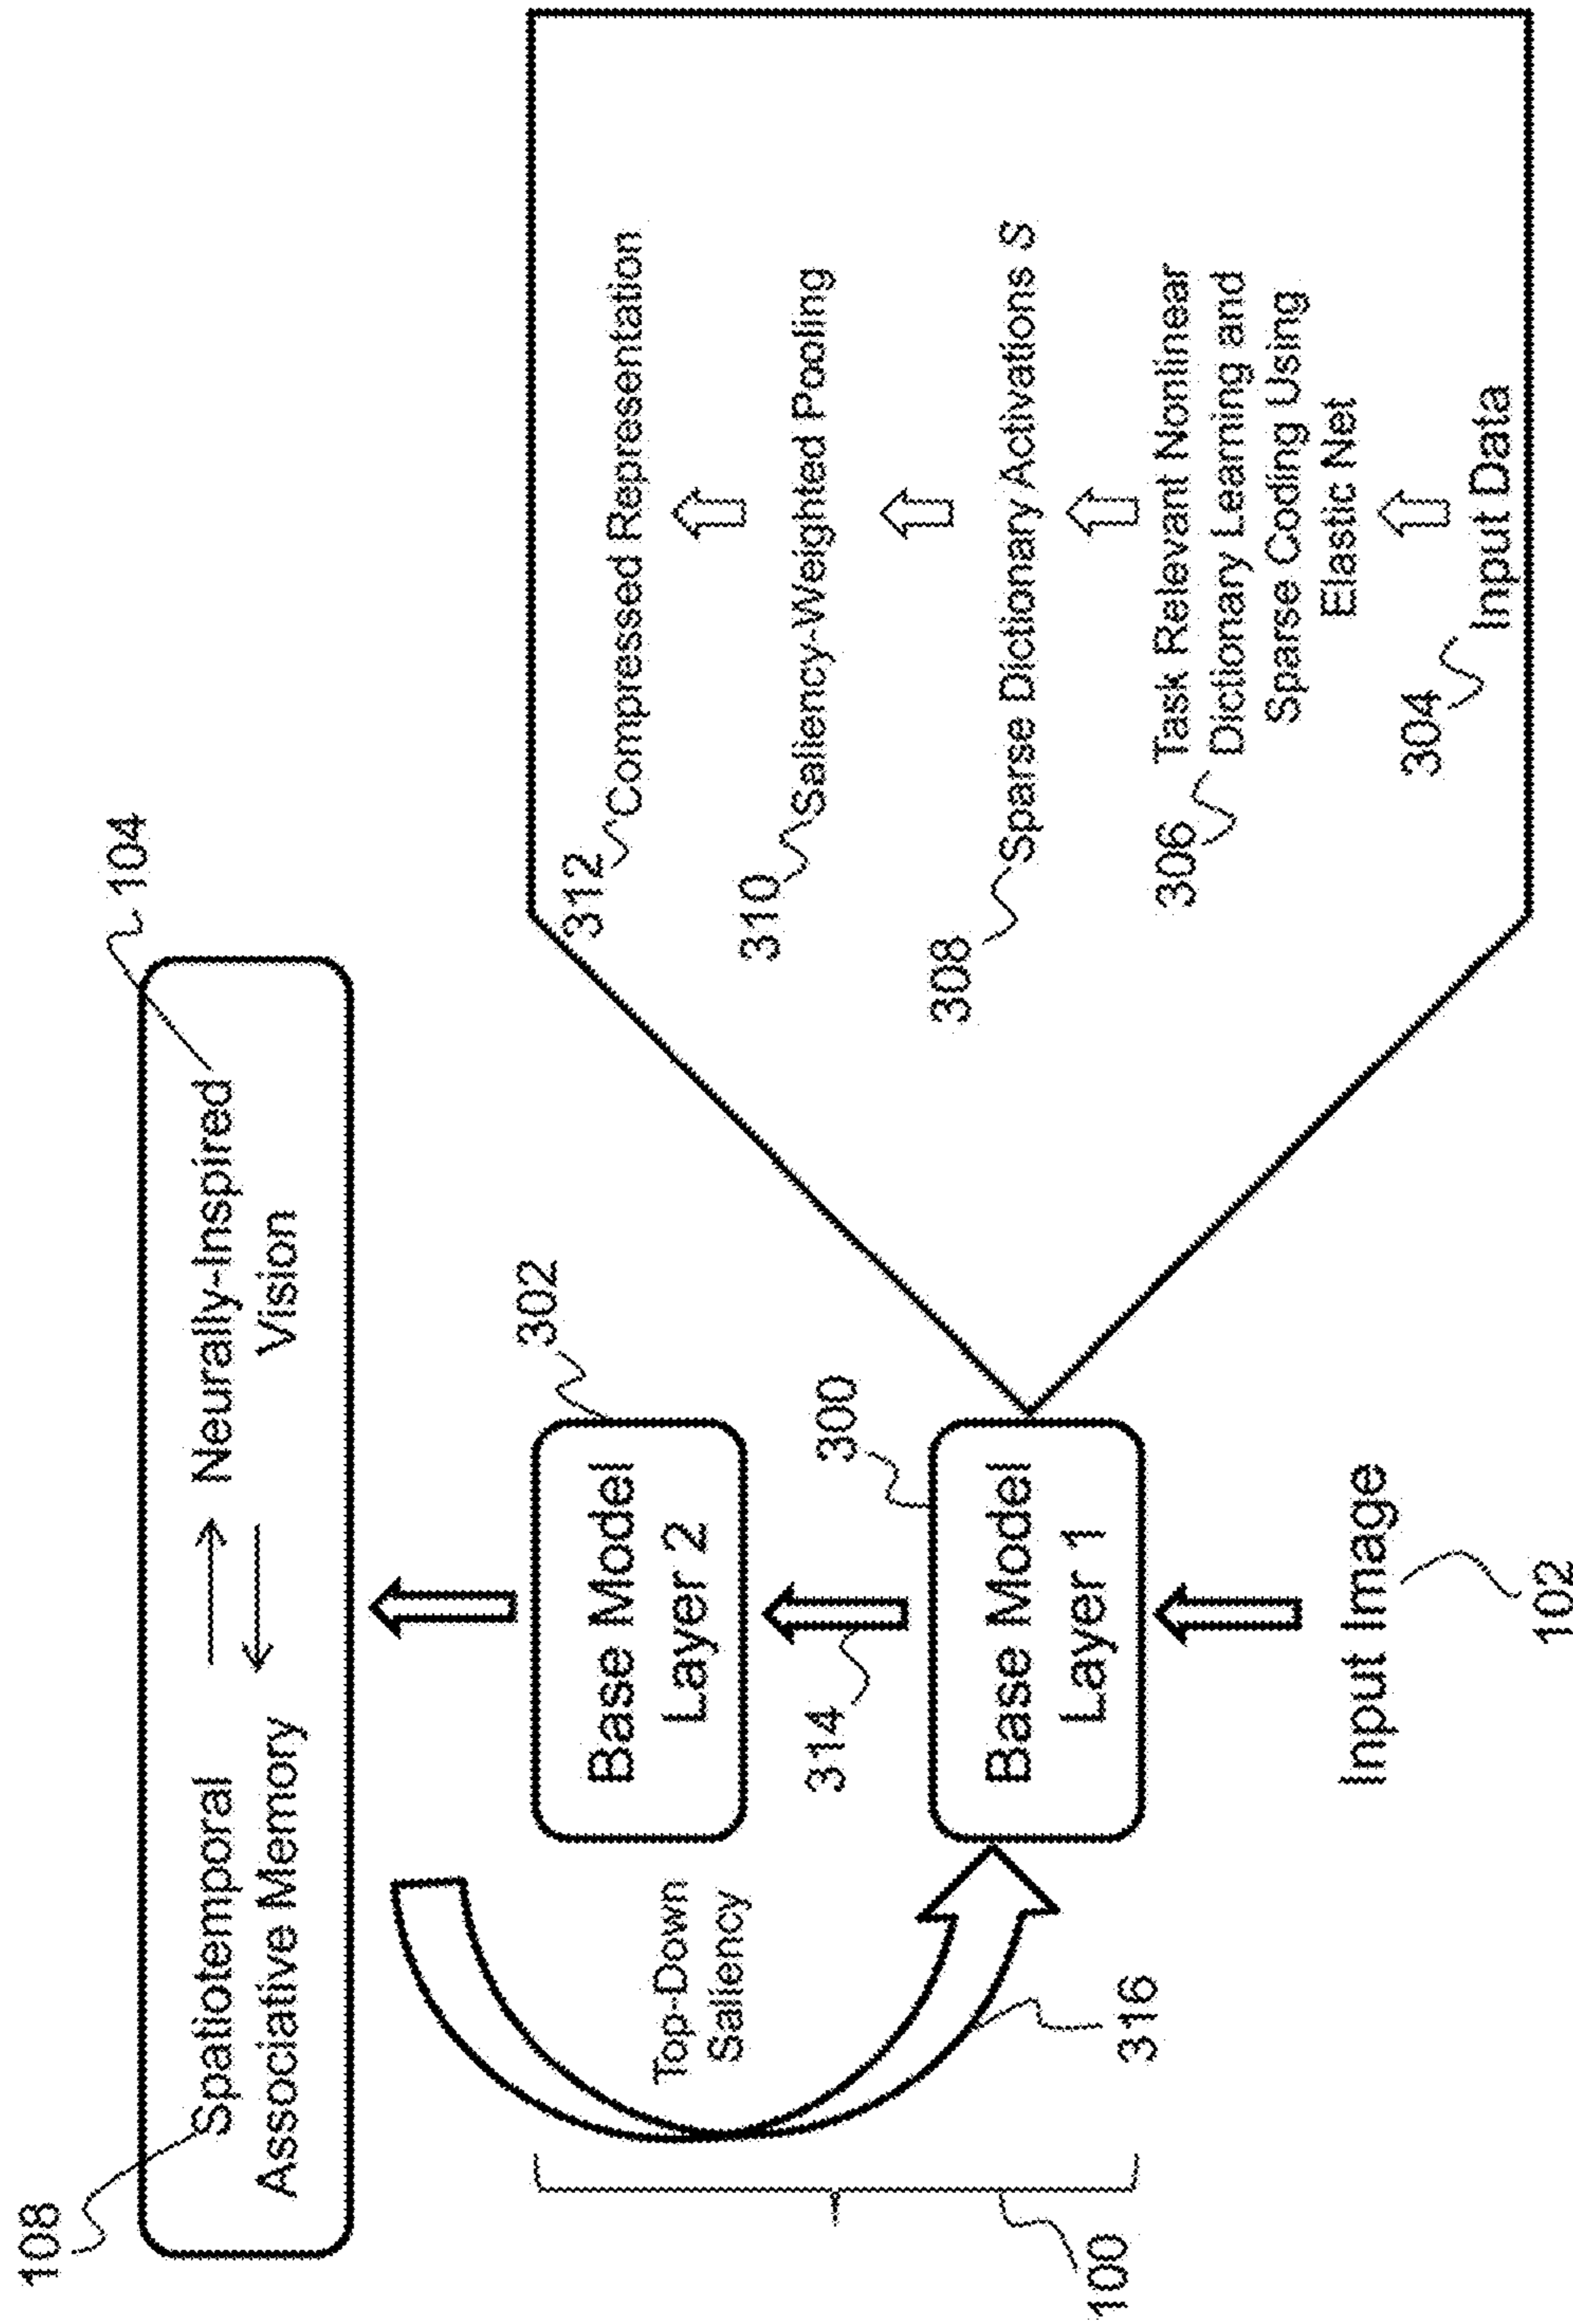 108
Spatiotemporal
Associative Memory
Neurally-Inspired
Vision
104
Top-Down
Saliency
316
100
Base Model
Layer 2
302
314
Base Model
Layer 1
300
Input Image
102
312
Compressed Representation
310
Saliency-Weighted Pooling
308
Sparse Dictionary Activations S
306
Task Relevant Nonlinear
Dictionary Learning and
Sparse Coding Using
Elastic Net
304
Input Data